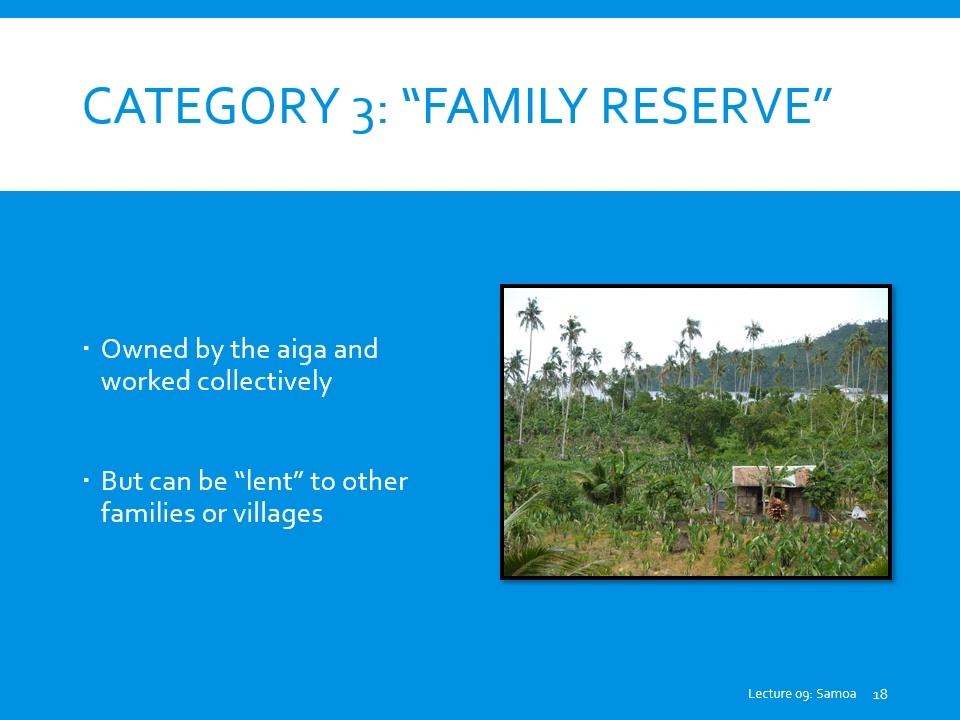 CATEGORY 3: “FAMILY RESERVE”
▪ Owned by the aiga and
worked collectively
▪ But can be “lent” to other
families or villages
Lecture 09: Samoa 18